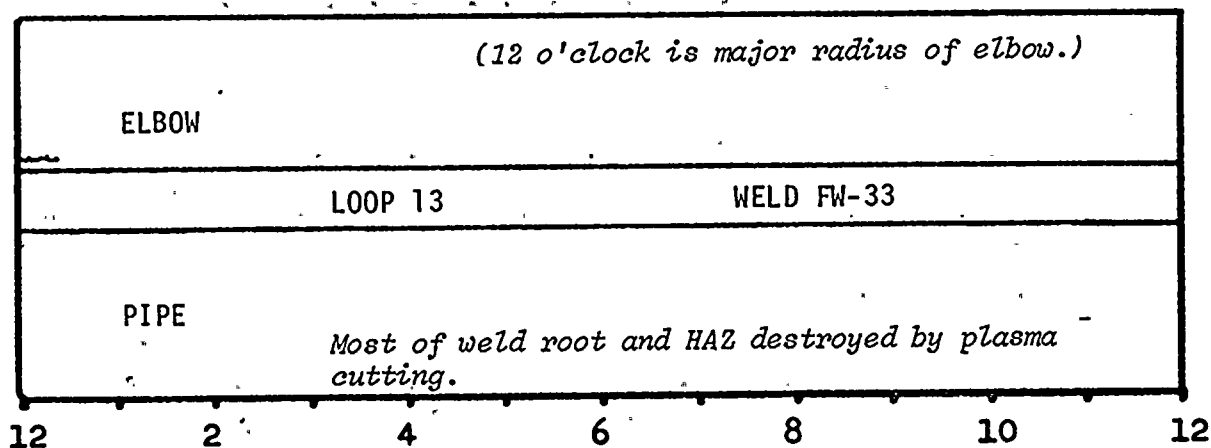 (12 o'clock is major radius of elbow.)
ELBOW
LOOP 13 WELD FW-33
PIPE
Most of weld root and HAZ destroyed by plasma
cutting.
12 2 4 6 8 10 12